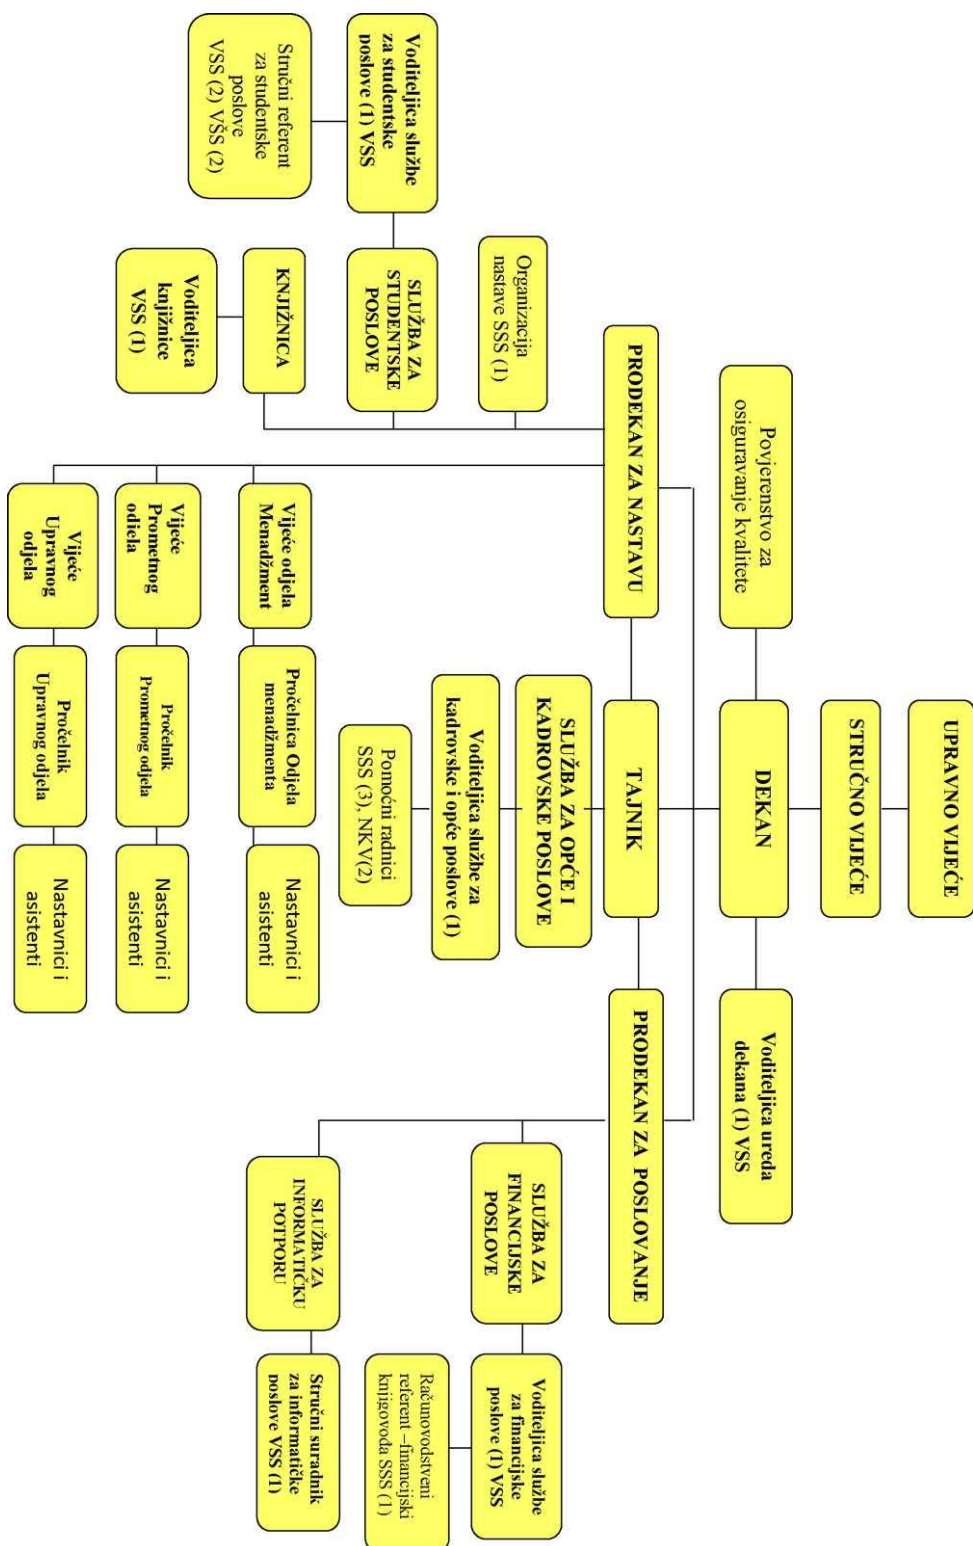 UPRAVNO VIJEĆE
STRUČNO VIJEĆE
Povjerenstvo za
osiguravanje kvalitete
DEKAN
Voditeljica ureda
dekana (1) VSS
PRODEKAN ZA NASTAVU
TAJNIK
PRODEKAN ZA POSLOVANJE
Organizacija
nastave SSS (1)
SLUŽBA ZA OPĆE I
KADROVSKE POSLOVE
SLUŽBA ZA
FINANCIJSKE
POSLOVE
Voditeljica službe
za financijske
poslove (1) VSS
Voditeljica službe za
kadrovske i opće poslove (1)
Računovodstveni
referent –financijski
knjigovođa SSS (1)
Voditeljica službe
za studentske
poslove (1) VSS
SLUŽBA ZA
STUDENTSKE
POSLOVE
Pomoćni radnici
SSS (3), NKV(2)
Stručni referent
za studentske
poslove
VSS (2) VŠS (2)
KNJIŽNICA
Vijeće odjela
Menadžment
Pročelnica Odjela
menadžmenta
Nastavnici i
asistenti
SLUŽBA ZA
INFORMATIČKU
POTPORU
Stručni suradnik
za informatičke
poslove VSS (1)
Voditeljica
knjižnice
VSS (1)
Vijeće
Prometnog
odjela
Pročelnik
Prometnog odjela
Nastavnici i
asistenti
Vijeće
Upravnog
odjela
Pročelnik
Upravnog odjela
Nastavnici i
asistenti